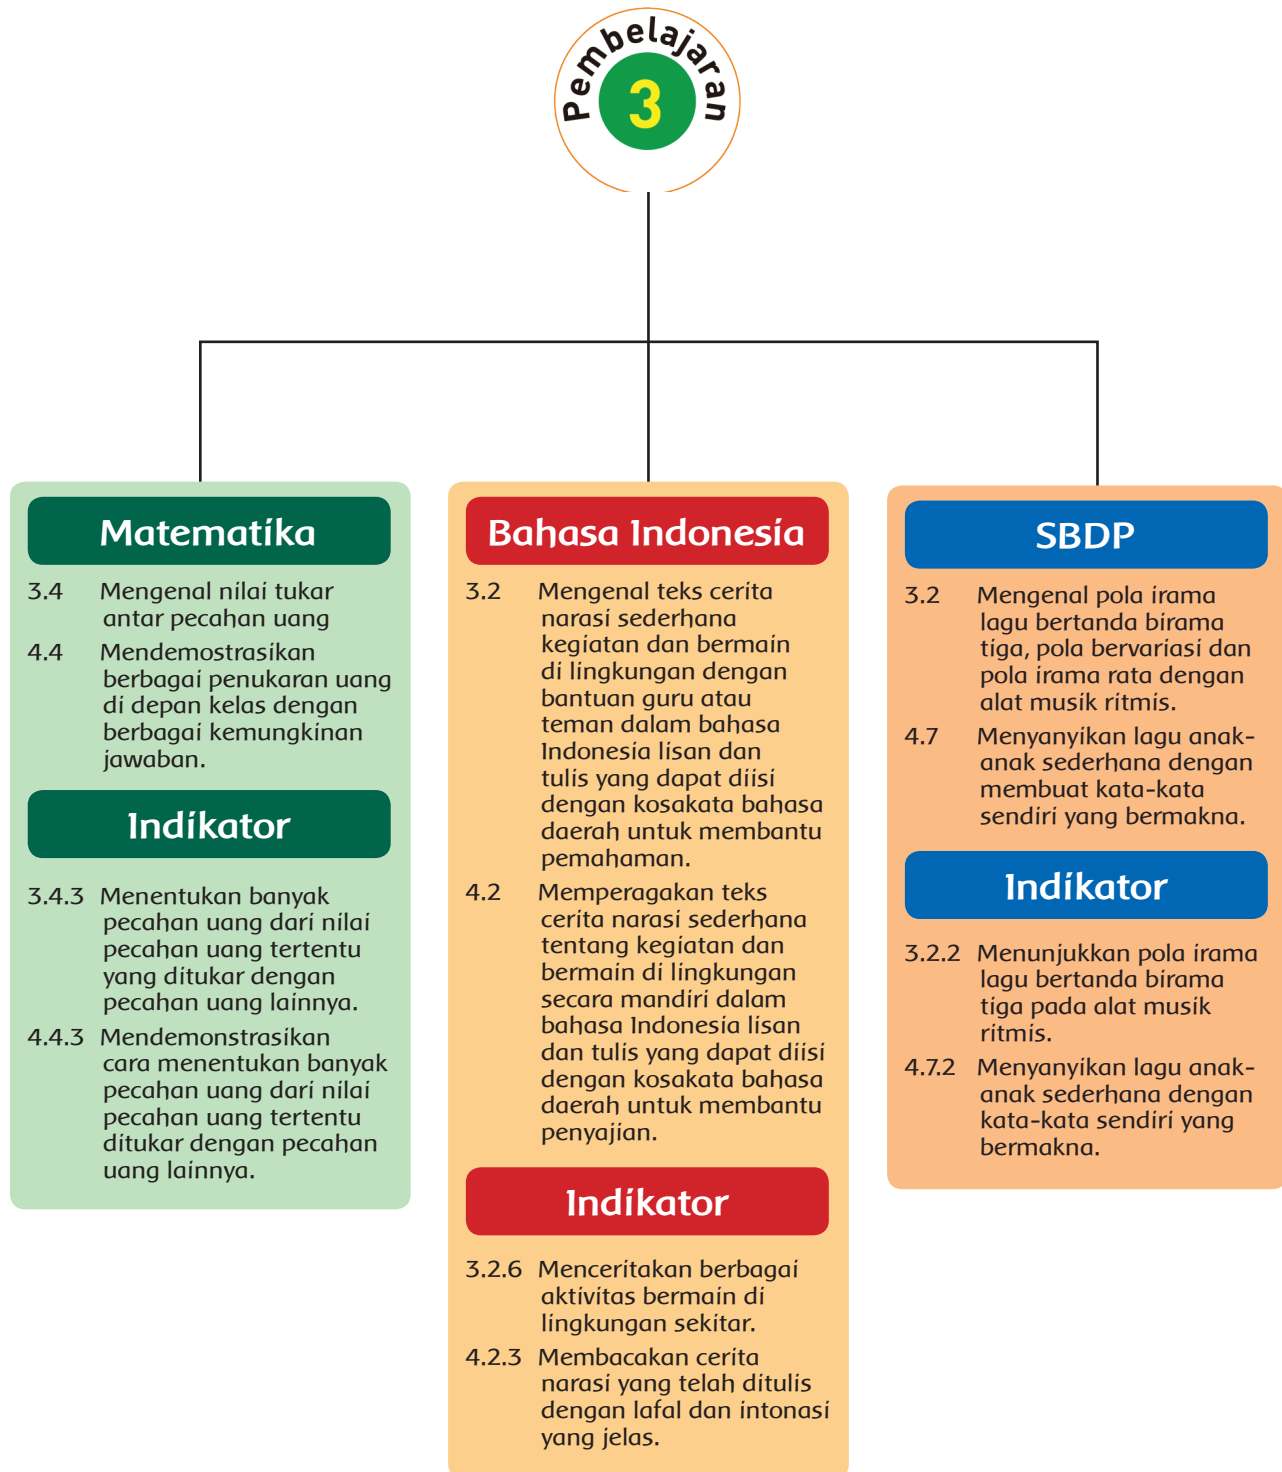 Pembelajaran
3
Matematika
3.4 Mengenal nilai tukar
antar pecahan uang
4.4 Mendemostrasikan
berbagai penukaran uang
di depan kelas dengan
berbagai kemungkinan
jawaban.
Indikator
3.4.3 Menentukan banyak
pecahan uang dari nilai
pecahan uang tertentu
yang ditukar dengan
pecahan uang lainnya.
4.4.3 Mendemonstrasikan
cara menentukan banyak
pecahan uang dari nilai
pecahan uang tertentu
ditukar dengan pecahan
uang lainnya.
Bahasa Indonesia
3.2 Mengenal teks cerita
narasi sederhana
kegiatan dan bermain
di lingkungan dengan
bantuan guru atau
teman dalam bahasa
Indonesia lisan dan
tulis yang dapat diisi
dengan kosakata bahasa
daerah untuk membantu
pemahaman.
4.2 Memperagakan teks
cerita narasi sederhana
tentang kegiatan dan
bermain di lingkungan
secara mandiri dalam
bahasa Indonesia lisan
dan tulis yang dapat diisi
dengan kosakata bahasa
daerah untuk membantu
penyajian.
Indikator
3.2.6 Menceritakan berbagai
aktivitas bermain di
lingkungan sekitar.
4.2.3 Membacakan cerita
narasi yang telah ditulis
dengan lafal dan intonasi
yang jelas.
SBDP
3.2 Mengenal pola irama
lagu bertanda birama
tiga, pola bervariasi dan
pola irama rata dengan
alat musik ritmis.
4.7 Menyanyikan lagu anak-
anak sederhana dengan
membuat kata-kata
sendiri yang bermakna.
Indikator
3.2.2 Menunjukkan pola irama
lagu bertanda birama
tiga pada alat musik
ritmis.
4.7.2 Menyanyikan lagu anak-
anak sederhana dengan
kata-kata sendiri yang
bermakna.